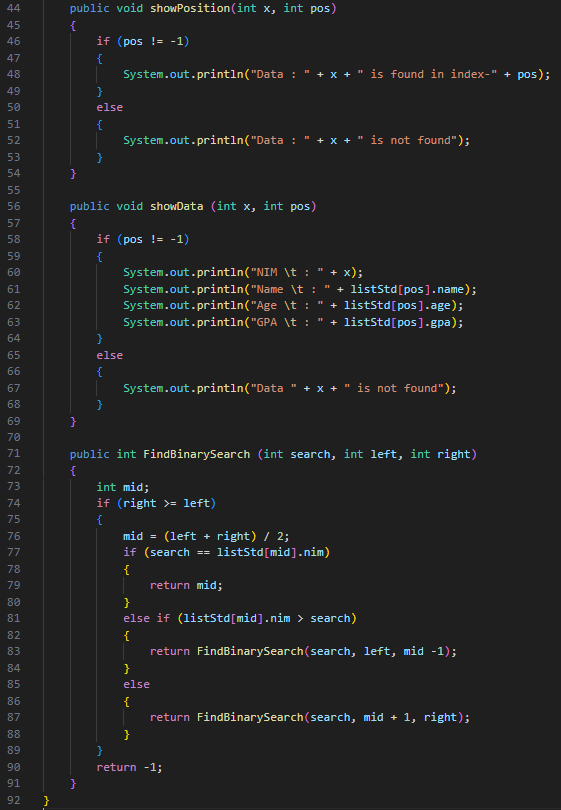 44 public void showPosition(int x, int pos)
45 {
46 if (pos != -1)
47 {
48 System.out.println("Data : " + x + " is found in index-" + pos);
49 }
50 else
51 {
52 System.out.println("Data : " + x + " is not found");
53 }
54 }
55
56 public void showData (int x, int pos)
57 {
58 if (pos != -1)
59 {
60 System.out.println("NIM \t : " + x);
61 System.out.println("Name \t : " + listStd[pos].name);
62 System.out.println("Age \t : " + listStd[pos].age);
63 System.out.println("GPA \t : " + listStd[pos].gpa);
64 }
65 else
66 {
67 System.out.println("Data " + x + " is not found");
68 }
69 }
70
71 public int FindBinarySearch (int search, int left, int right)
72 {
73 int mid;
74 if (right >= left)
75 {
76 mid = (left + right) / 2;
77 if (search == listStd[mid].nim)
78 {
79 return mid;
80 }
81 else if (listStd[mid].nim > search)
82 {
83 return FindBinarySearch(search, left, mid -1);
84 }
85 else
86 {
87 return FindBinarySearch(search, mid + 1, right);
88 }
89 }
90 return -1;
91 }
92 }